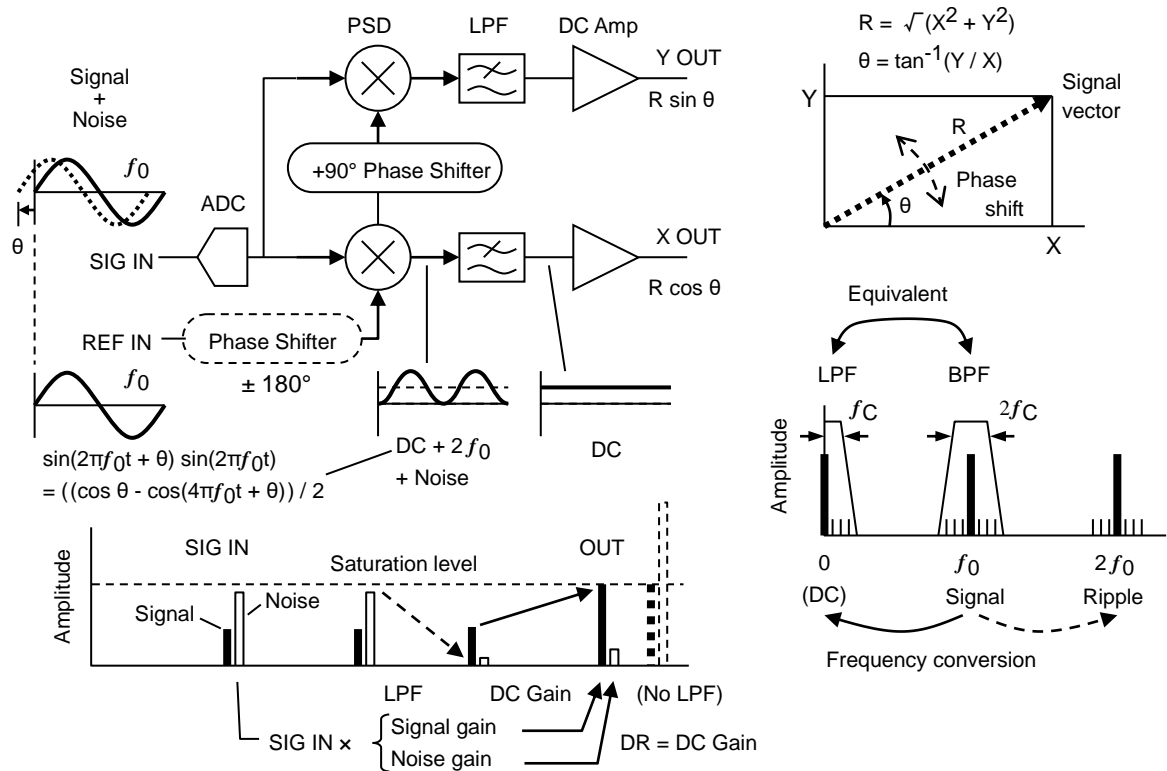 PSD
LPF
DC Amp
Signal
+
Noise
Y OUT
R sin θ
f0
+90° Phase Shifter
ADC
θ
SIG IN
X OUT
R cos θ
REF IN
Phase Shifter
± 180°
f0
sin(2πf0t + θ) sin(2πf0t)
= ((cos θ - cos(4πf0t + θ)) / 2
DC + 2f0
+ Noise
DC
R = √(X2 + Y2)
θ = tan-1(Y / X)
Y
Signal
vector
R
Phase
shift
θ
X
Equivalent
LPF
BPF
fC
2fC
Amplitude
0
f0
2f0
(DC)
Signal
Ripple
Frequency conversion
SIG IN
OUT
Saturation level
Amplitude
Signal
Noise
LPF
DC Gain
(No LPF)
SIG IN ×
Signal gain
Noise gain
DR = DC Gain